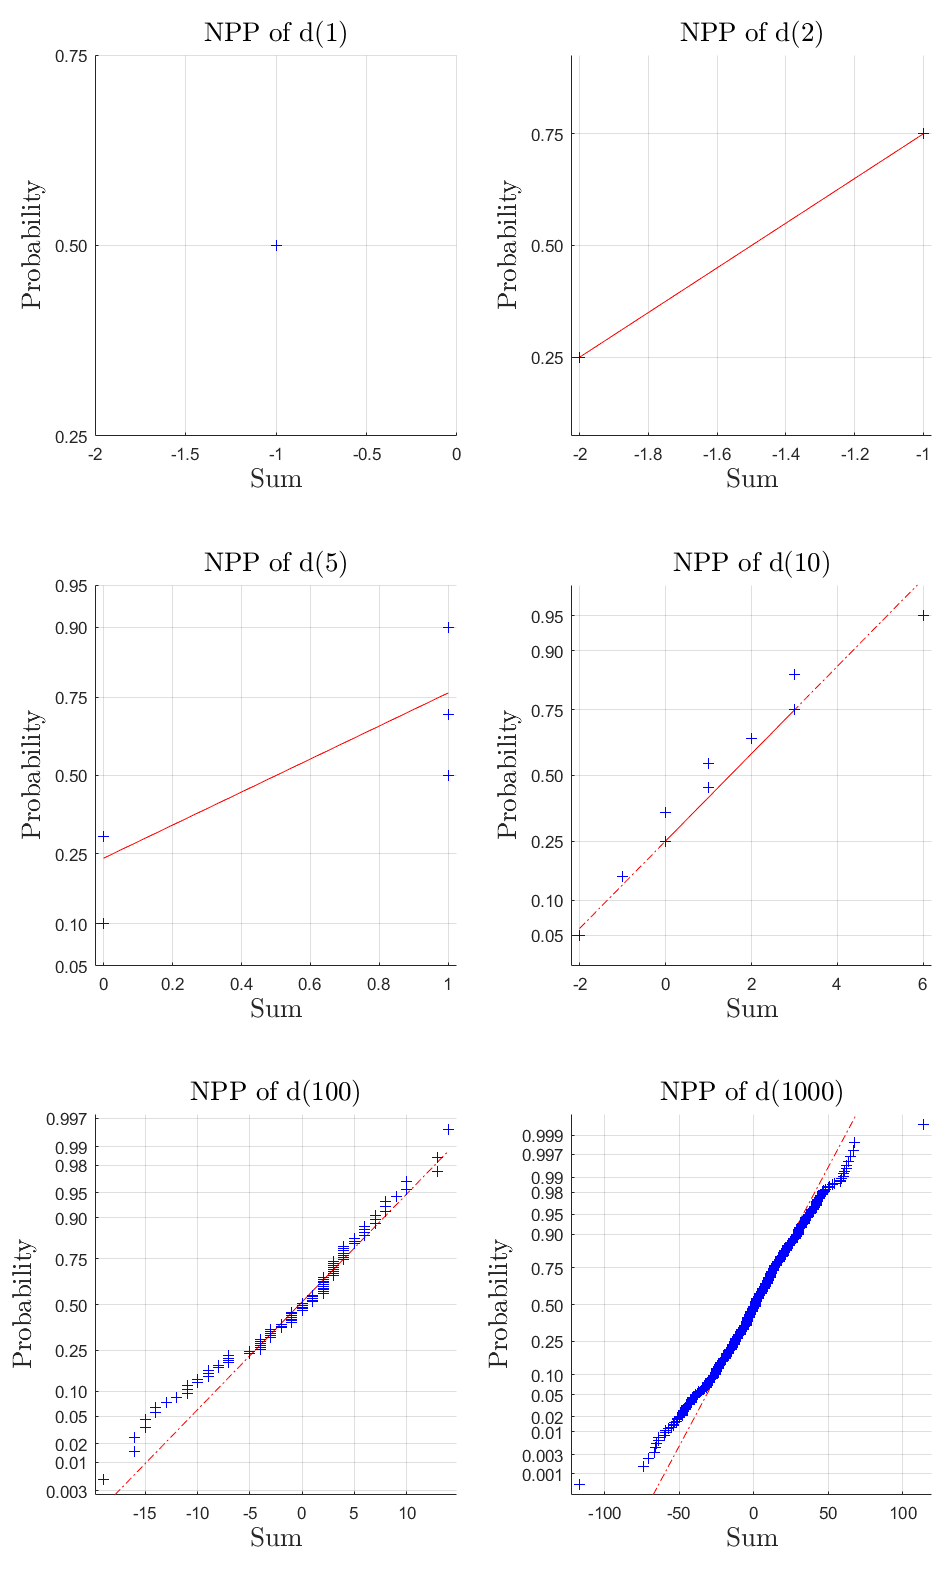 NPP of d(1)
0.75
0.50
0.25
Probability
-2 -1.5 -1 -0.5 0
Sum
NPP of d(2)
0.75
0.50
0.25
Probability
-2 -1.8 -1.6 -1.4 -1.2 -1
Sum
NPP of d(5)
0.95
0.90
0.75
0.50
0.25
0.10
0.05
Probability
0 0.2 0.4 0.6 0.8 1
Sum
NPP of d(10)
0.95
0.90
0.75
0.50
0.25
0.10
0.05
Probability
-2 0 2 4 6
Sum
NPP of d(100)
0.997
0.99
0.98
0.95
0.90
0.75
0.50
0.25
0.10
0.05
0.02
0.01
0.003
Probability
-15 -10 -5 0 5 10
Sum
NPP of d(1000)
0.999
0.997
0.99
0.98
0.95
0.90
0.75
0.50
0.25
0.10
0.05
0.02
0.01
0.003
0.001
Probability
-100 -50 0 50 100
Sum